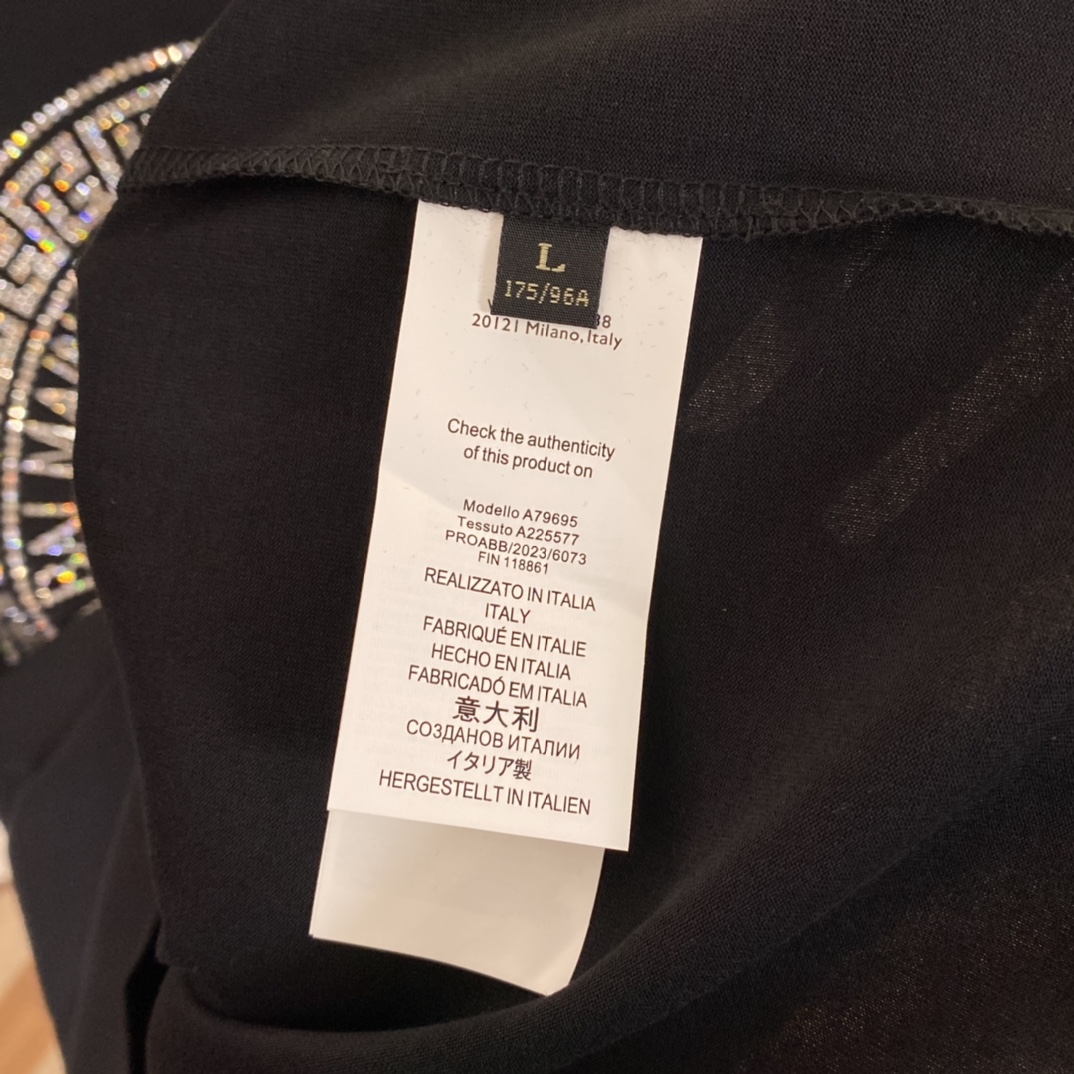 L
175/96A
38
20121 Milano, Italy
Check the authenticity
of this product on
Modello A79695
Tessuto A225577
PROABB/2023/6073
FIN 118861
REALIZZATO IN ITALIA
ITALY
FABRIQUÉ EN ITALIE
HECHO EN ITALIA
FABRICADÓ EM ITALIA
意大利
СОЗДАНОВ ИТАЛИИ
イタリア製
HERGESTELLT IN ITALIEN